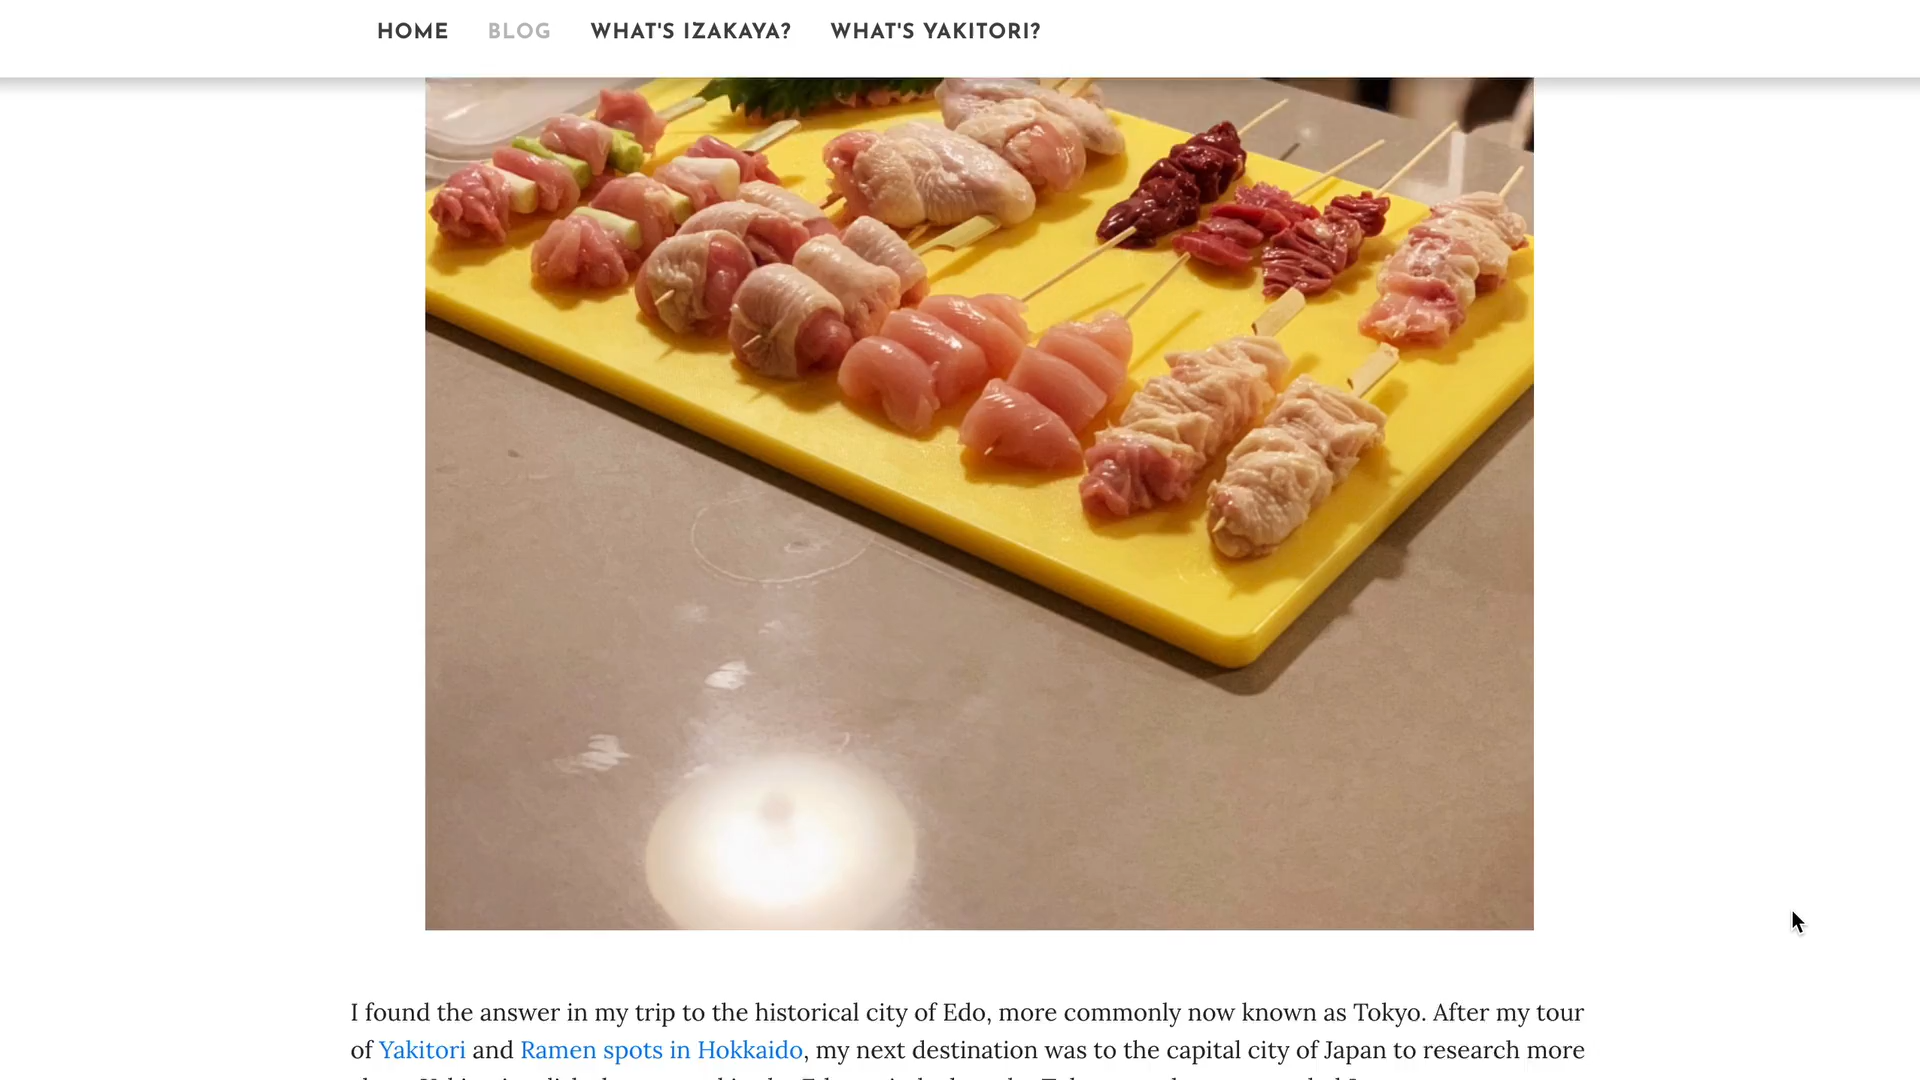 HOME BLOG WHAT'S IZAKAYA? WHAT'S YAKITORI?
I found the answer in my trip to the historical city of Edo, more commonly now known as Tokyo. After my tour
of Yakitori and Ramen spots in Hokkaido, my next destination was to the capital city of Japan to research more